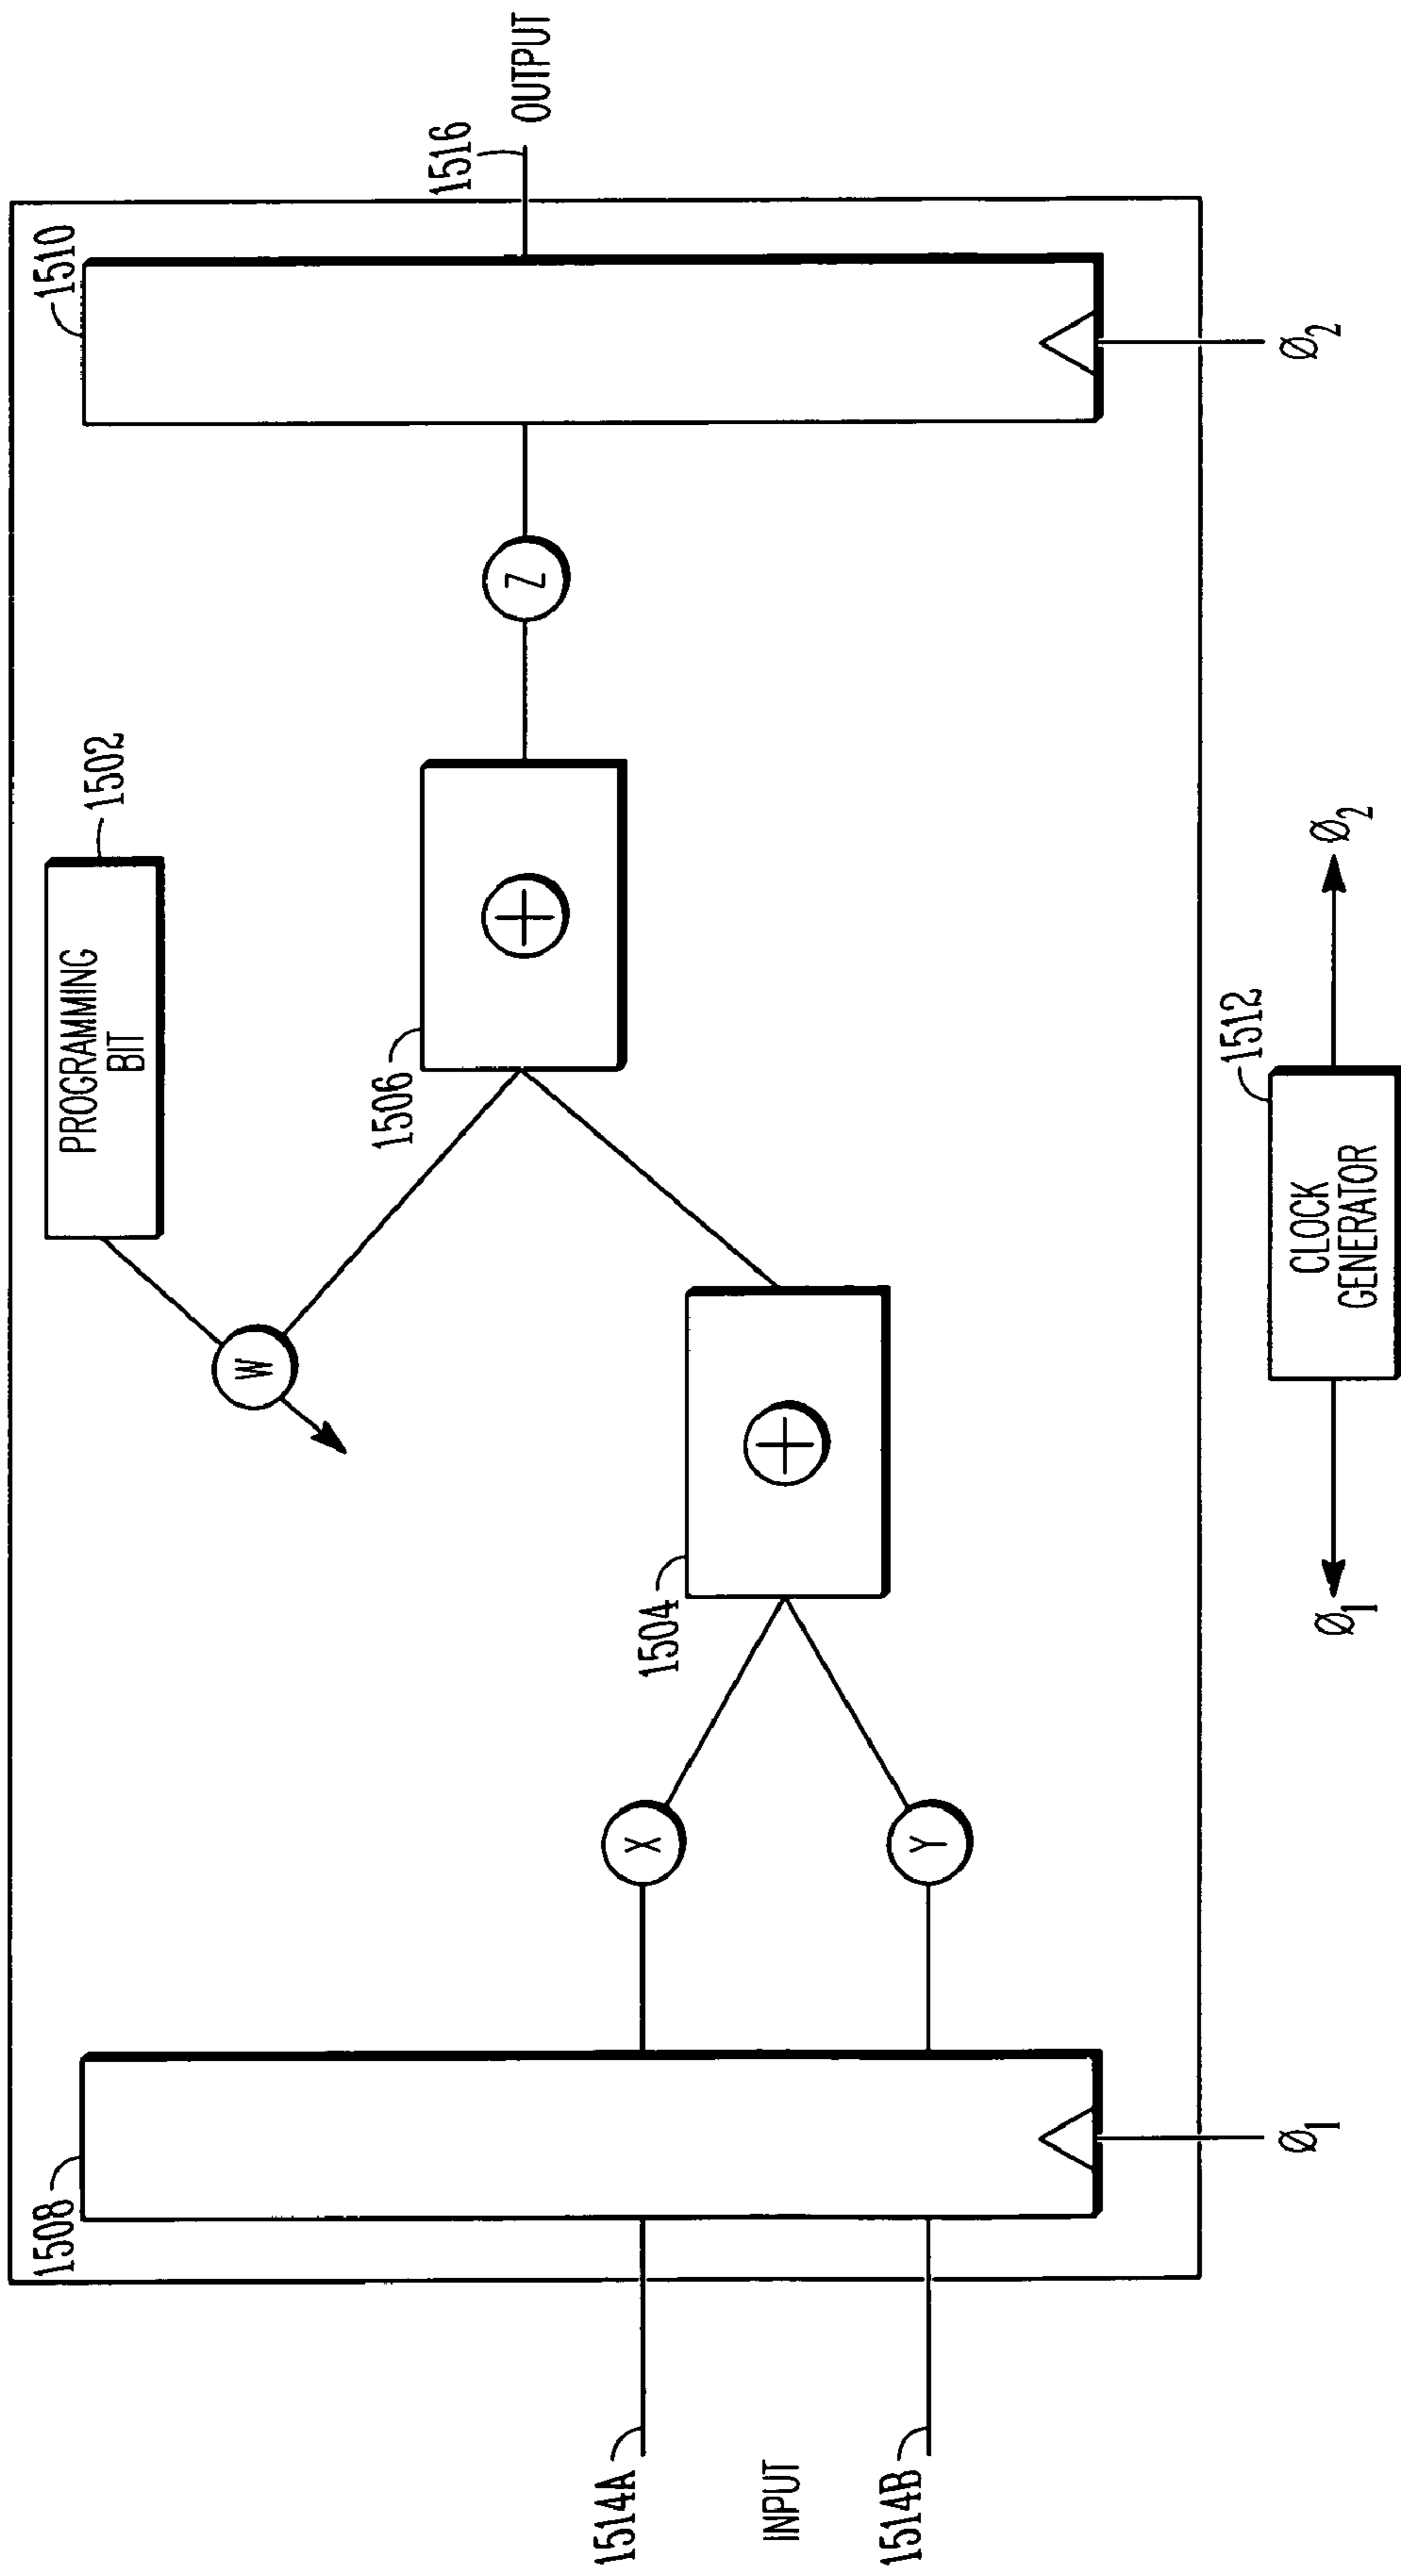 1508
1510
PROGRAMMING
BIT
1502
W
1506
Z
1516
OUTPUT
1514A
INPUT
1514B
X
Y
1504
Ø1
Ø2
1512
CLOCK
GENERATOR
Ø1
Ø2